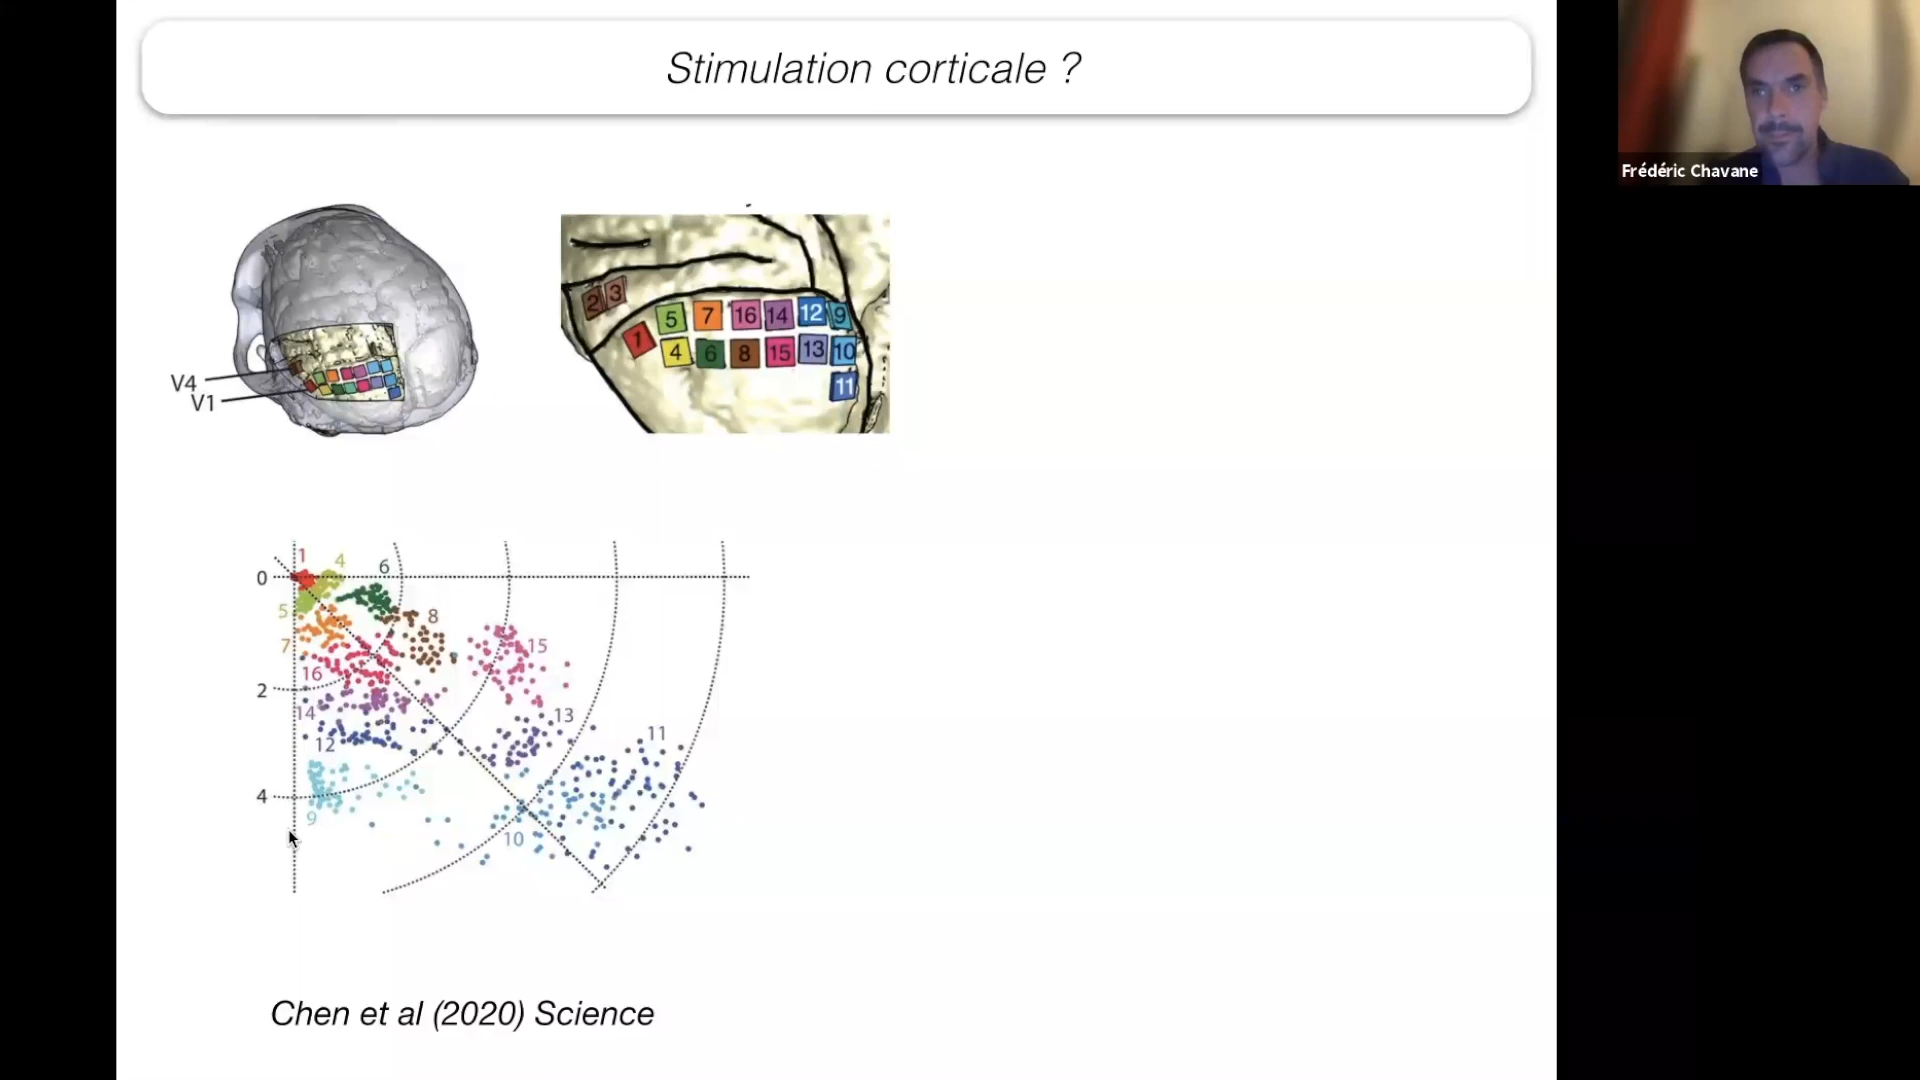 Stimulation corticale ?
Frédéric Chavane
V4
V1
2 3
5 7 16 14 12 9
1 4 6 8 15 13 10
11
1 4 6
0
5
8
7
15
16
2
14
13
12
11
4
9
10
Chen et al (2020) Science